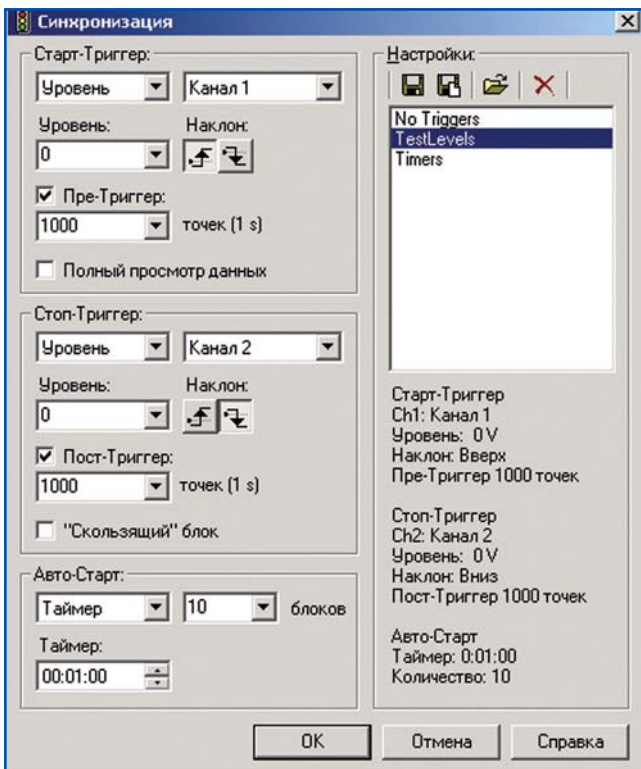 Синхронизация
Старт-Триггер:
Уровень Канал 1
Уровень: Наклон:
0
Пре-Триггер:
1000 точек (1 s)
Полный просмотр данных
Стоп-Триггер:
Уровень Канал 2
Уровень: Наклон:
0
Пост-Триггер:
1000 точек (1 s)
"Скользящий" блок
Авто-Старт:
Таймер 10 блоков
Таймер:
00:01:00
Настройки:
No Triggers
TestLevels
Timers
Старт-Триггер
Ch1: Канал 1
Уровень: 0 V
Наклон: Вверх
Пре-Триггер 1000 точек
Стоп-Триггер
Ch2: Канал 2
Уровень: 0 V
Наклон: Вниз
Пост-Триггер 1000 точек
Авто-Старт
Таймер: 0:01:00
Количество: 10
OK Отмена Справка